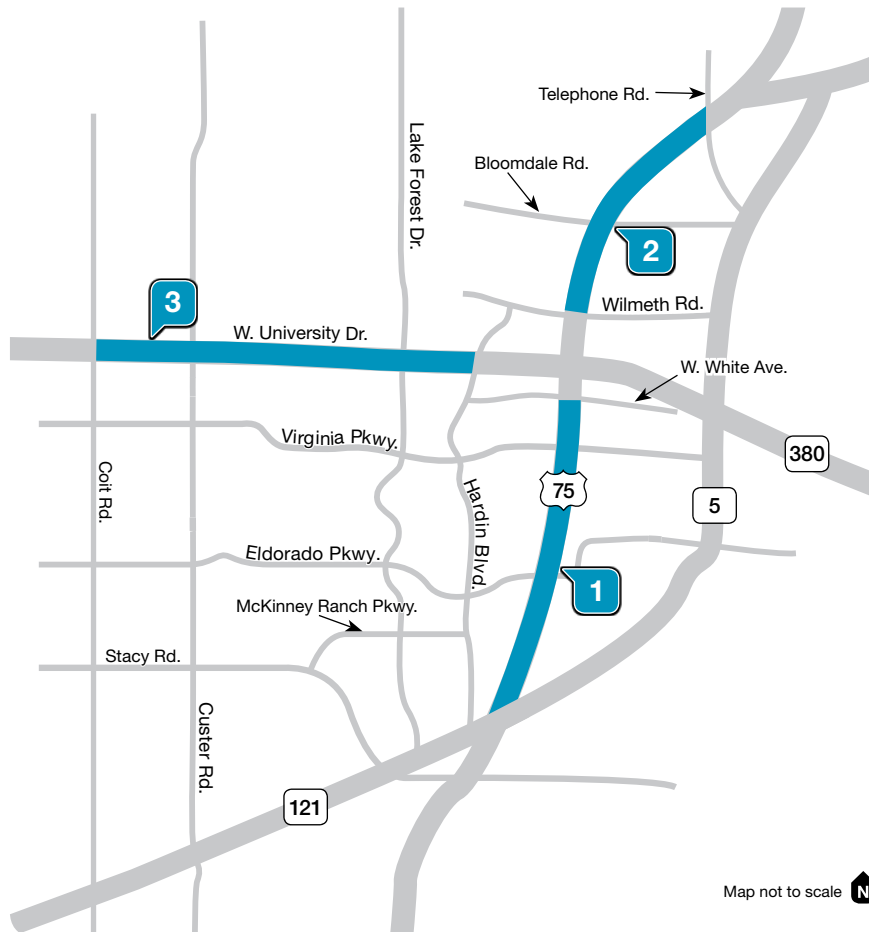 Telephone Rd.
Lake Forest Dr.
Bloomdale Rd.
2
3
Wilmeth Rd.
W. University Dr.
W. White Ave.
Virginia Pkwy.
380
Coit Rd.
75
5
Hardin Blvd.
Eldorado Pkwy.
1
McKinney Ranch Pkwy.
Stacy Rd.
Custer Rd.
121
Map not to scale N